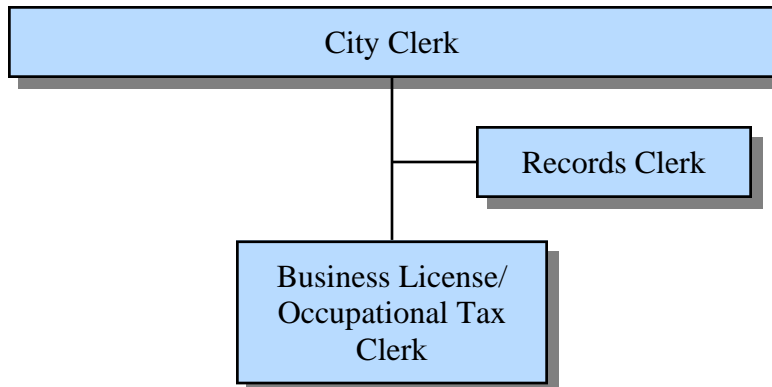 City Clerk
Records Clerk
Business License/
Occupational Tax
Clerk